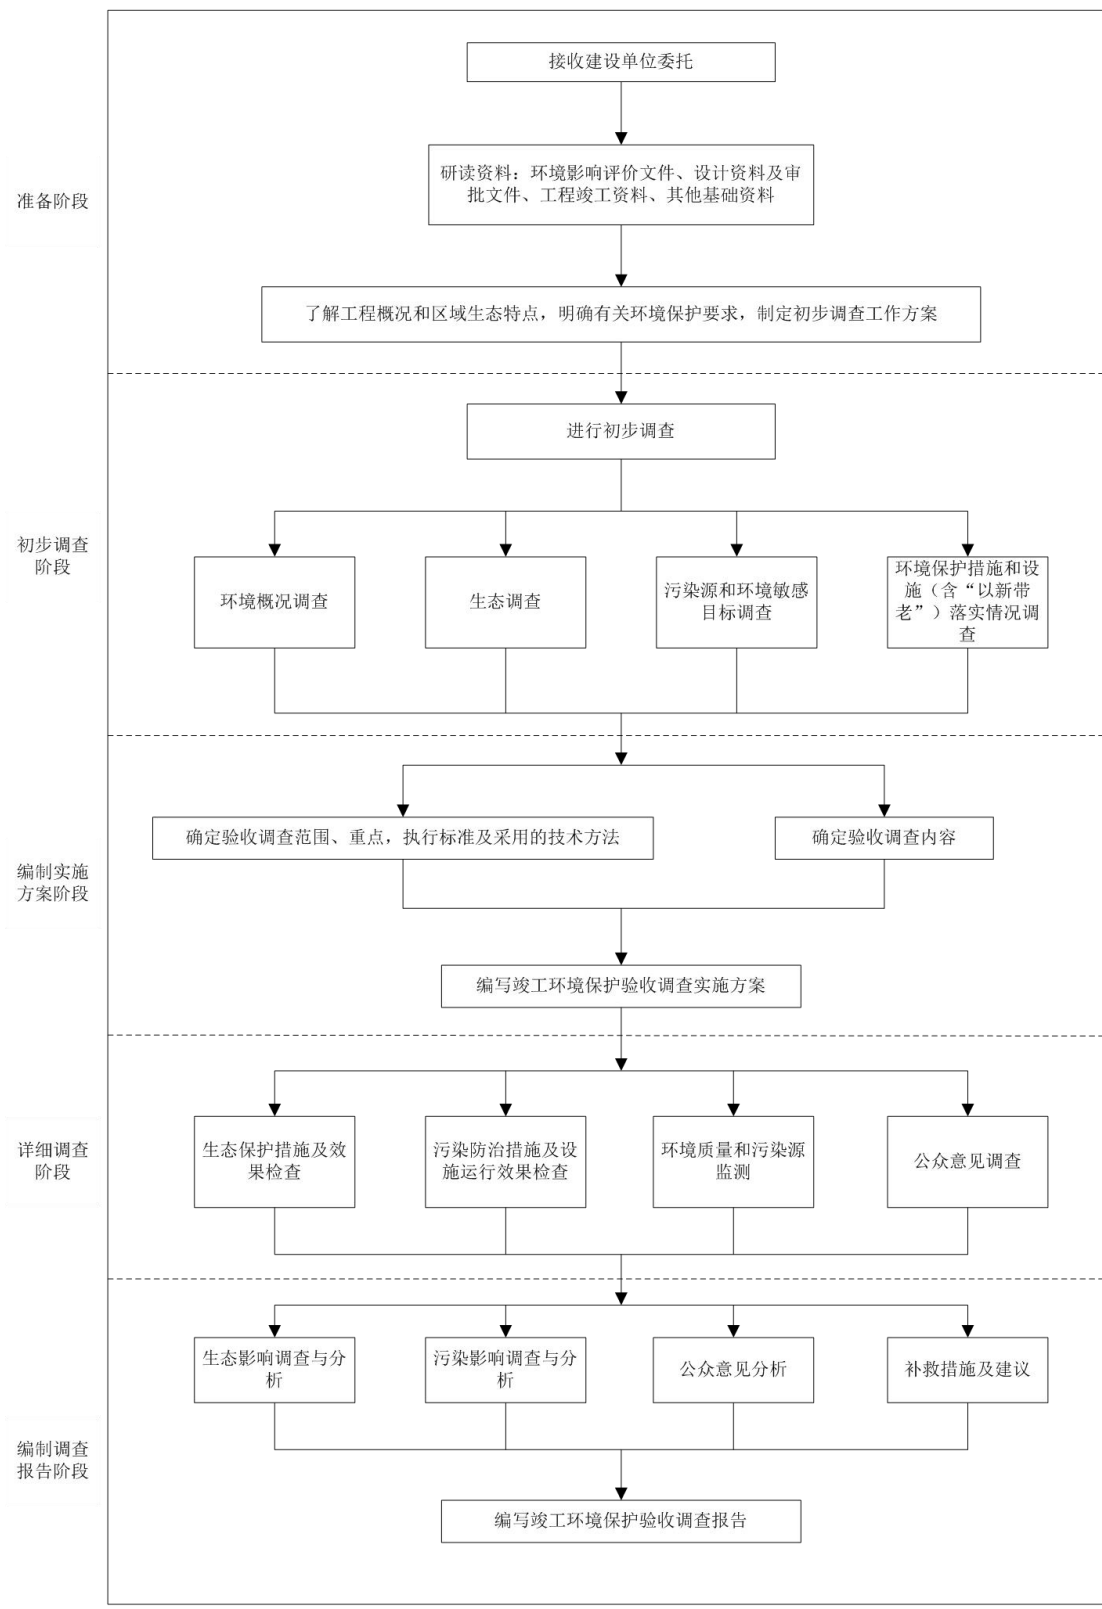 接收建设单位委托
准备阶段
研读资料：环境影响评价文件、设计资料及审
批文件、工程竣工资料、其他基础资料
了解工程概况和区域生态特点，明确有关环境保护要求，制定初步调查工作方案
初步调查
阶段
进行初步调查
环境概况调查
生态调查
污染源和环境敏感
目标调查
环境保护措施和设
施（含“以新带
老”）落实情况调
查
编制实施
方案阶段
确定验收调查范围、重点，执行标准及采用的技术方法
确定验收调查内容
编写竣工环境保护验收调查实施方案
详细调查
阶段
生态保护措施及效
果检查
污染防治措施及设
施运行效果检查
环境质量和污染源
监测
公众意见调查
编制调查
报告阶段
生态影响调查与分
析
污染影响调查与分
析
公众意见分析
补救措施及建议
编写竣工环境保护验收调查报告